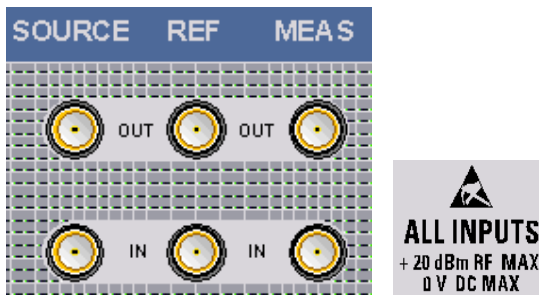 SOURCE REF MEAS
OUT OUT
IN IN
ALL INPUTS
+20 dBm RF MAX
0 V DC MAX